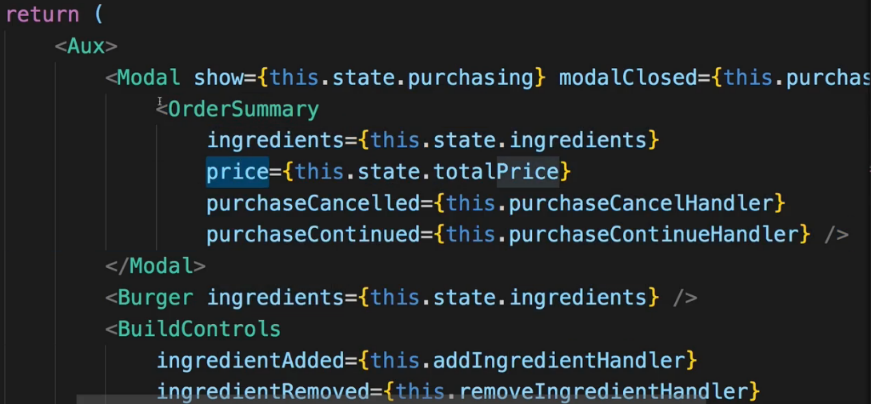 return (
<Aux>
<Modal show={this.state.purchasing} modalClosed={this.purchas
<OrderSummary
ingredients={this.state.ingredients}
price={this.state.totalPrice}
purchaseCancelled={this.purchaseCancelHandler}
purchaseContinued={this.purchaseContinueHandler} />
</Modal>
<Burger ingredients={this.state.ingredients} />
<BuildControls
ingredientAdded={this.addIngredientHandler}
ingredientRemoved={this.removeIngredientHandler}